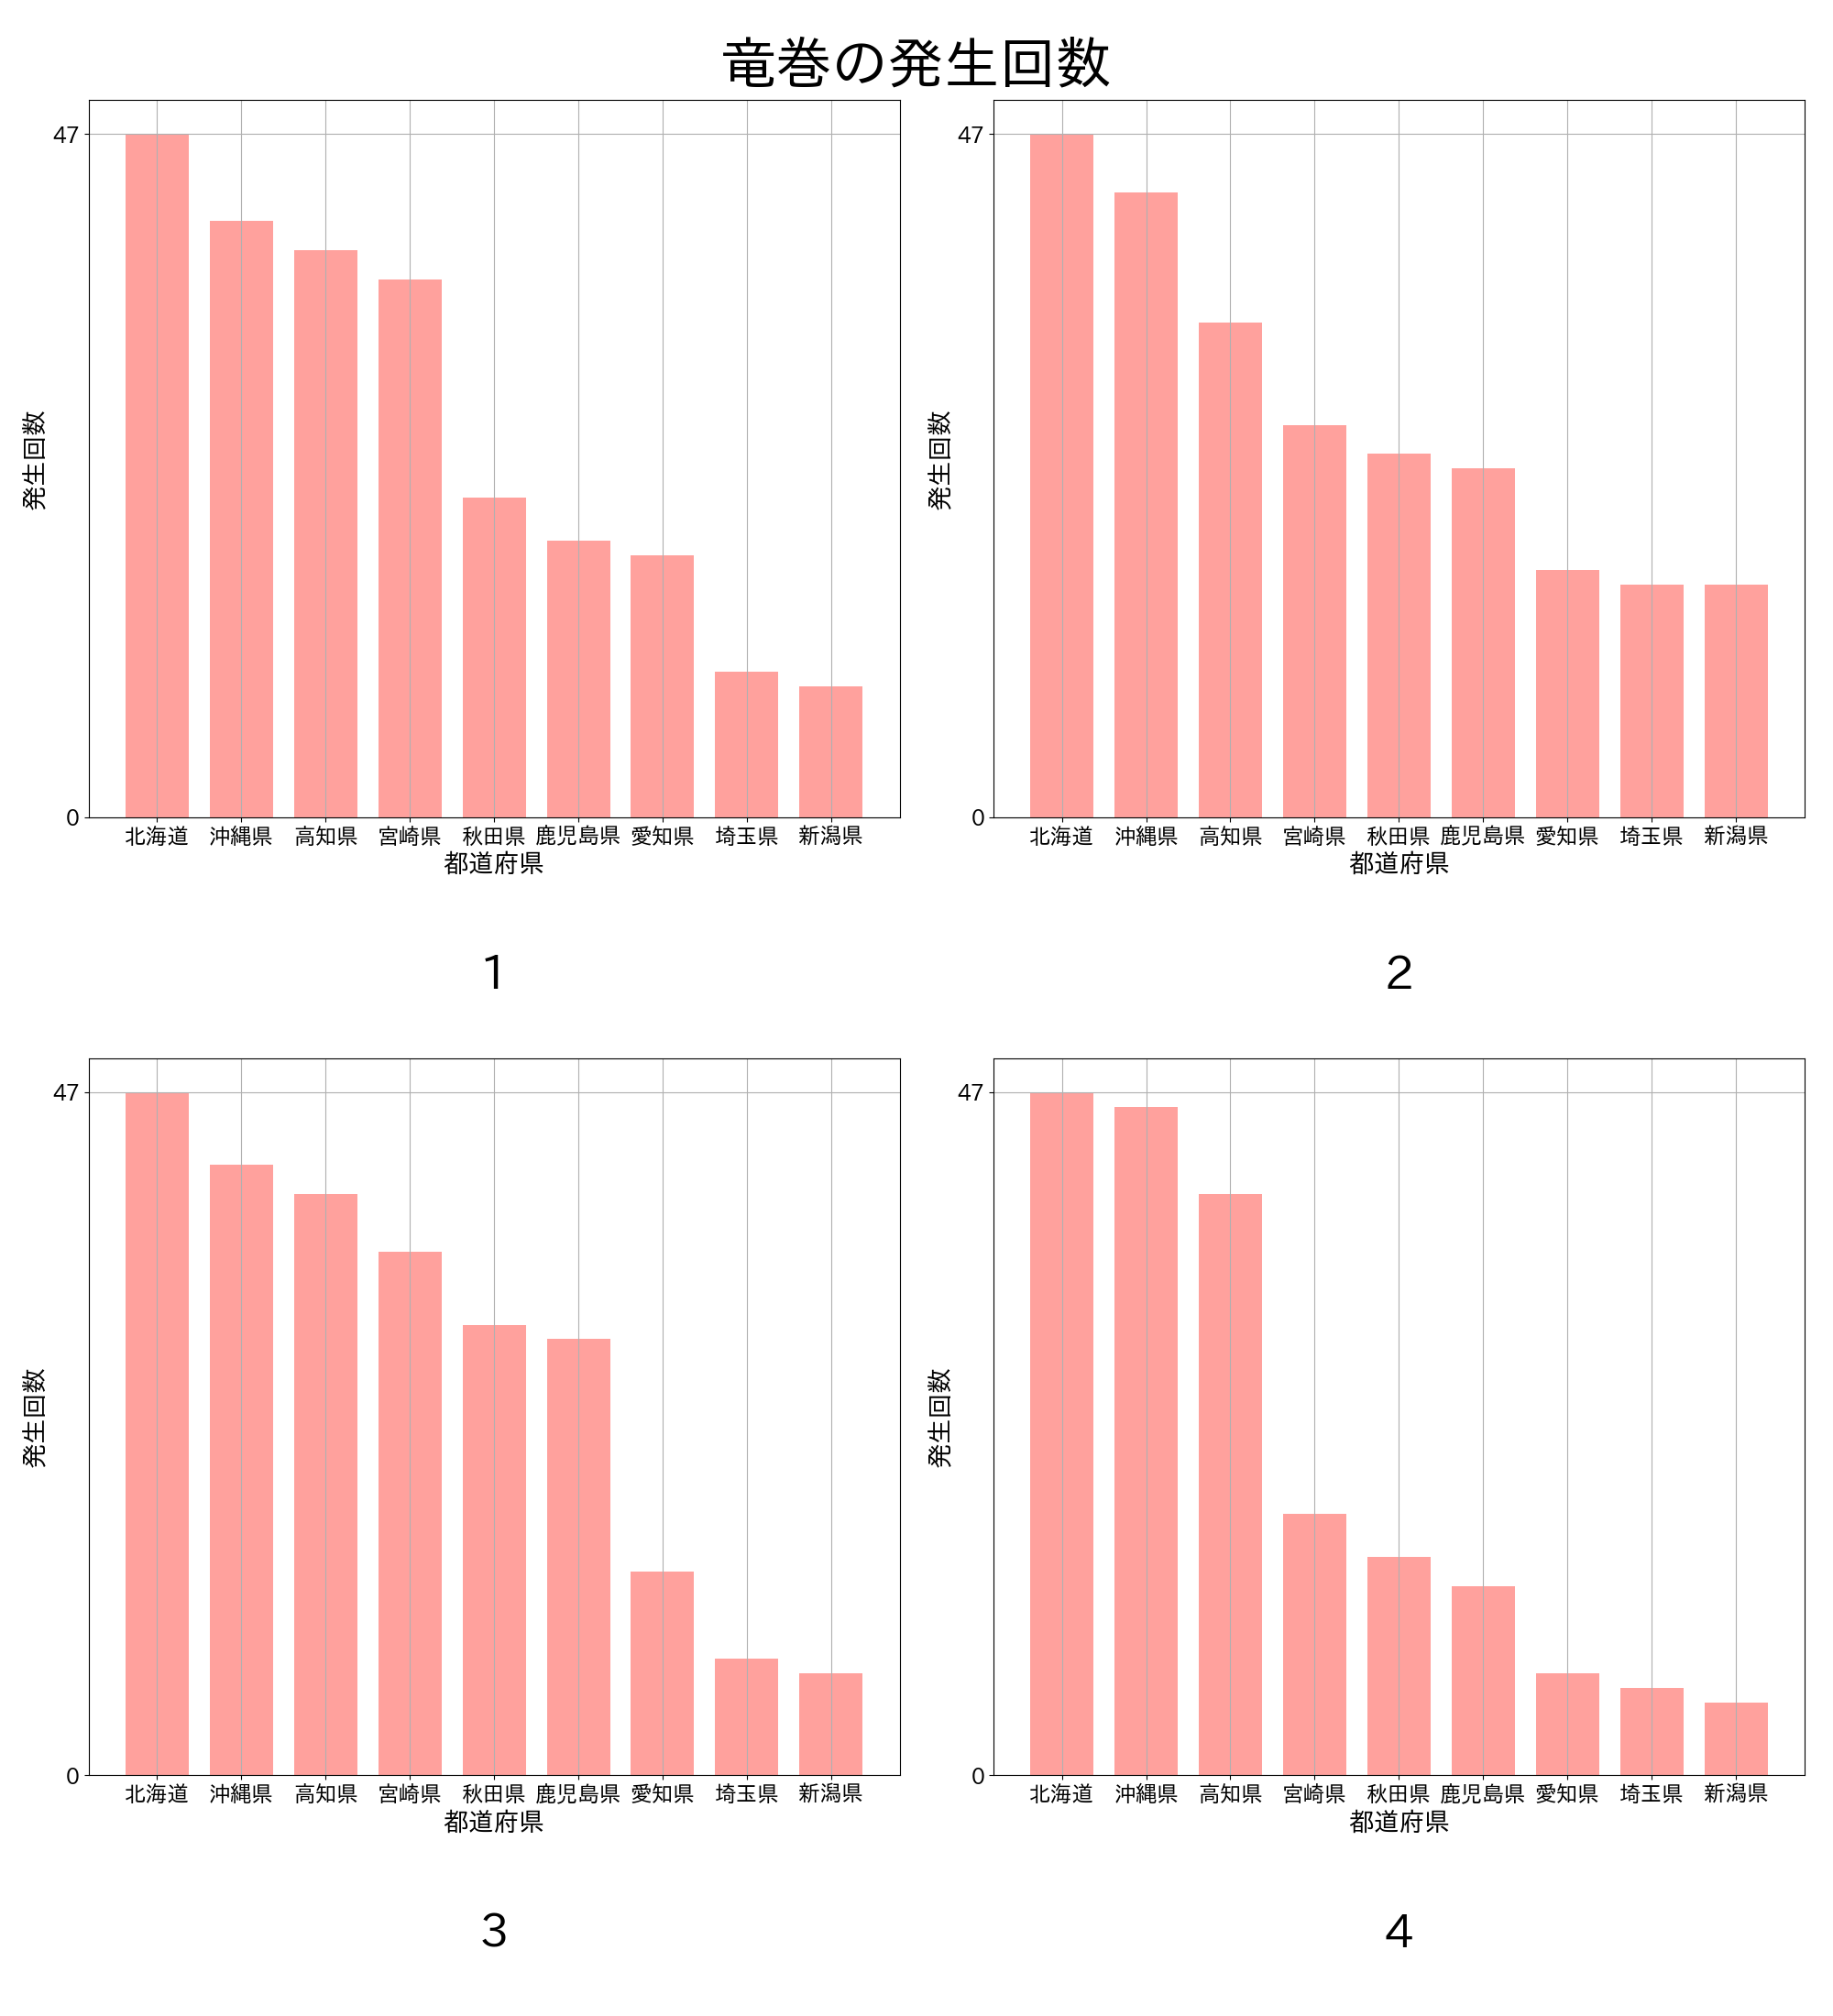 竜巻の発生回数
47
0
発生回数
北海道 沖縄県 高知県 宮崎県 秋田県 鹿児島県 愛知県 埼玉県 新潟県
都道府県
1
47
0
発生回数
北海道 沖縄県 高知県 宮崎県 秋田県 鹿児島県 愛知県 埼玉県 新潟県
都道府県
2
47
0
発生回数
北海道 沖縄県 高知県 宮崎県 秋田県 鹿児島県 愛知県 埼玉県 新潟県
都道府県
3
47
0
発生回数
北海道 沖縄県 高知県 宮崎県 秋田県 鹿児島県 愛知県 埼玉県 新潟県
都道府県
4